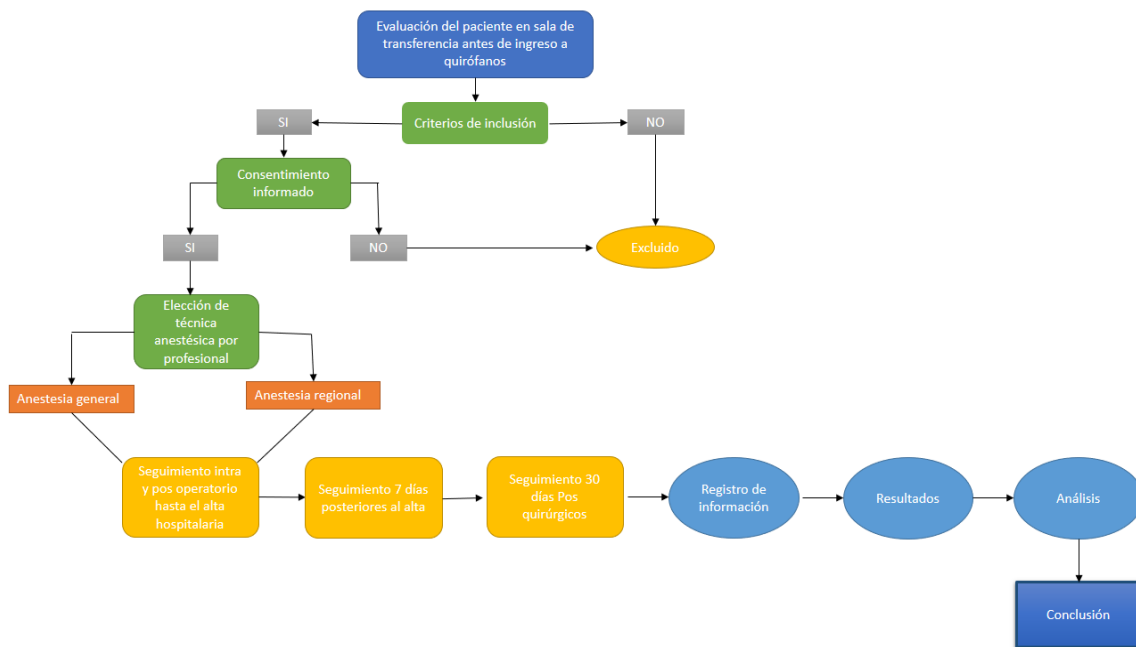 Evaluación del paciente en sala de
transferencia antes de ingreso a
quirófanos
SI
Criterios de inclusión
NO
Consentimiento
informado
SI
NO
Excluido
Elección de
técnica
anestésica por
profesional
Anestesia general
Anestesia regional
Seguimiento intra
y pos operatorio
hasta el alta
hospitalaria
Seguimiento 7 días
posteriores al alta
Seguimiento 30
días Pos
quirúrgicos
Registro de
información
Resultados
Análisis
Conclusión